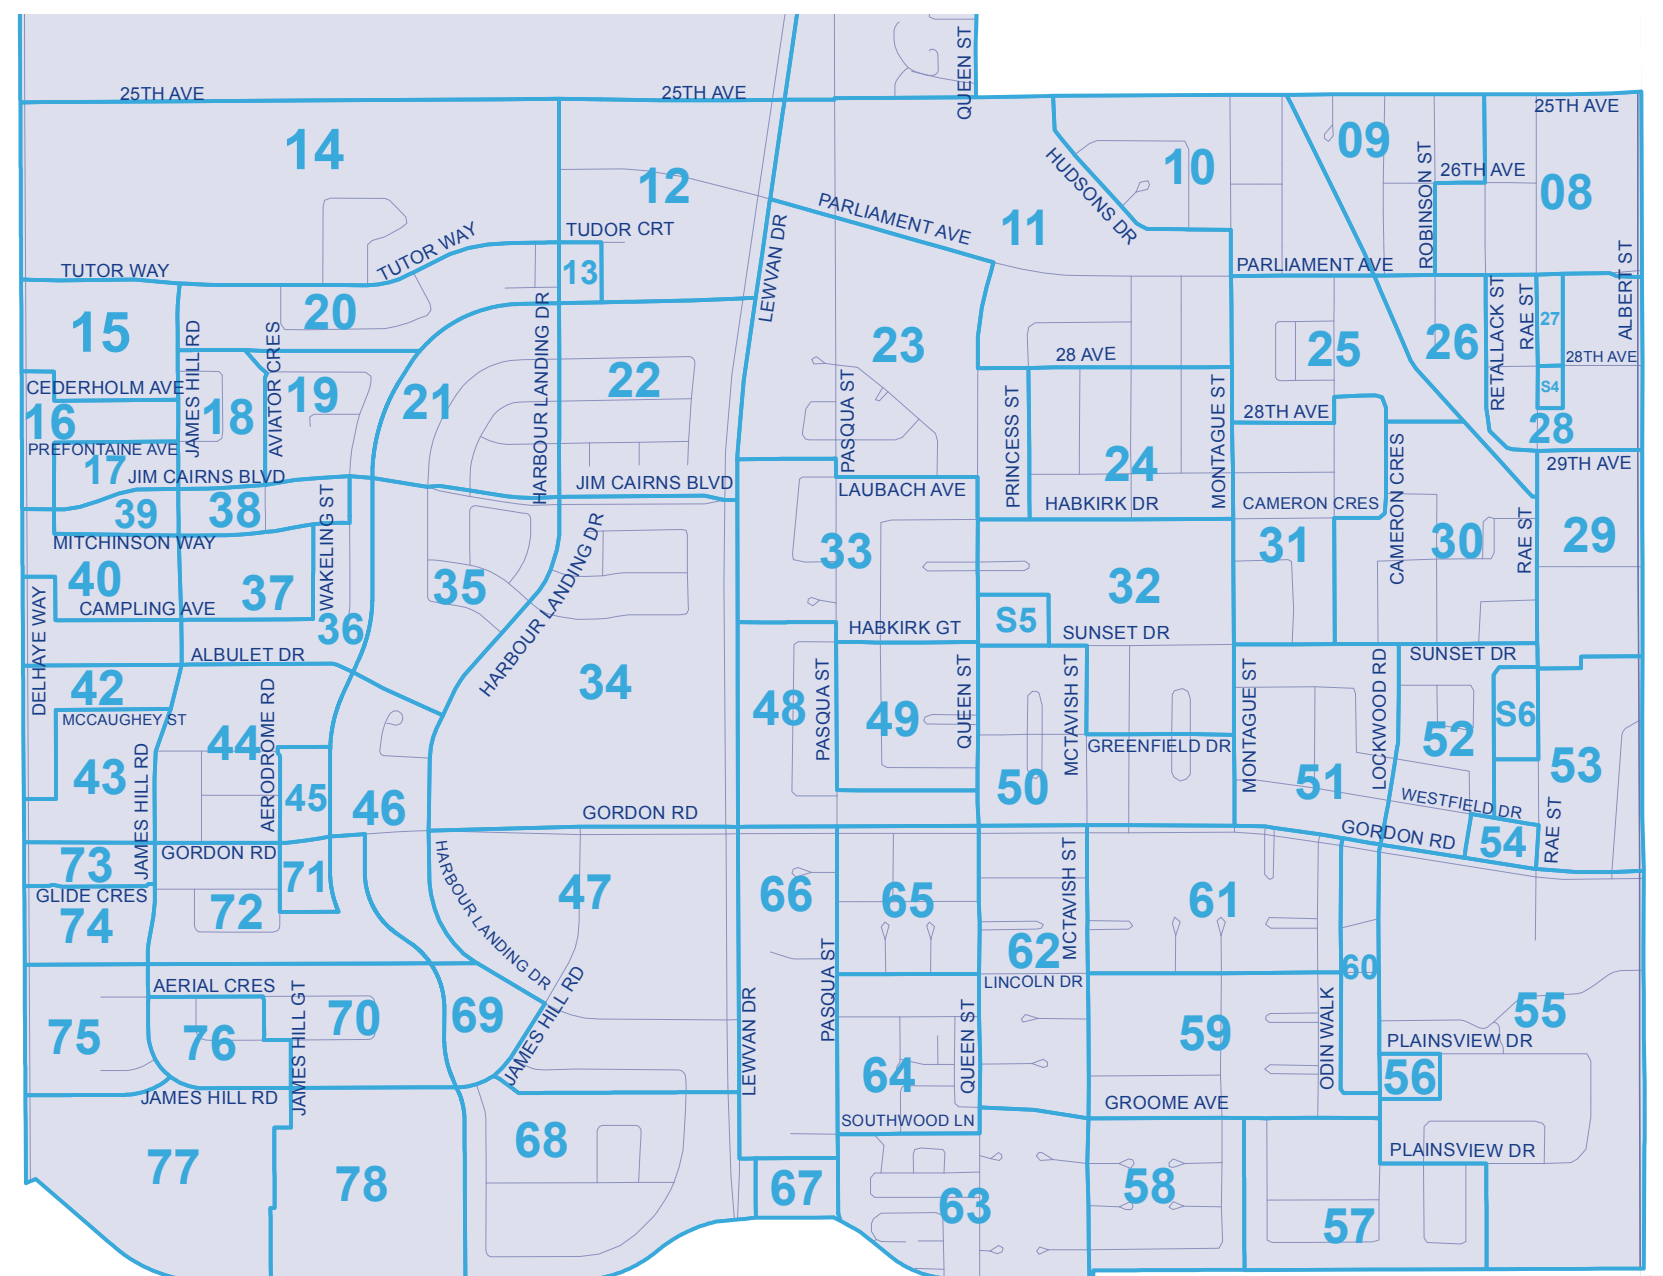 QUEEN ST
25TH AVE
25TH AVE
25TH AVE
14
12
10
09
08
HUDSONS DR
ROBINSON ST
26TH AVE
PARLIAMENT AVE
11
TUTOR WAY
TUTOR WAY
TUDOR CRT
13
LEWVAN DR
PARLIAMENT AVE
ALBERT ST
15
20
JAMES HILL RD
AVIATOR CRES
HARBOUR LANDING DR
23
28 AVE
25
26
RETALLACK ST
RAE ST
27
28TH AVE
S4
CEDERHOLM AVE
16
18
19
21
22
PASQUA ST
PRINCESS ST
MONTAGUE ST
28TH AVE
28
PREFONTAINE AVE
17
JIM CAIRNS BLVD
JIM CAIRNS BLVD
LAUBACH AVE
24
HABKIRK DR
CAMERON CRES
CAMERON CRES
29TH AVE
39
38
MITCHINSON WAY
WAKELING ST
HARBOUR LANDING DR
33
31
30
RAE ST
29
40
37
CAMPLING AVE
35
32
DELHAYE WAY
36
S5
HABKIRK GT
SUNSET DR
ALBULET DR
SUNSET DR
42
MCCAUGHEY ST
34
48
PASQUA ST
49
QUEEN ST
MCTAVISH ST
MONTAGUE ST
LOCKWOOD RD
S6
AERODROME RD
44
GREENFIELD DR
52
53
43
JAMES HILL RD
45
46
50
51
WESTFIELD DR
GORDON RD
GORDON RD
54
RAE ST
73
GORDON RD
71
HARBOUR LANDING DR
GLIDE CRES
74
72
47
66
65
MCTAVISH ST
61
62
60
LINCOLN DR
AERIAL CRES
JAMES HILL GT
75
76
70
69
JAMES HILL RD
LEWVAN DR
PASQUA ST
QUEEN ST
59
ODIN WALK
55
PLAINSVIEW DR
64
56
JAMES HILL RD
GROOME AVE
SOUTHWOOD LN
68
PLAINSVIEW DR
77
78
67
63
58
57